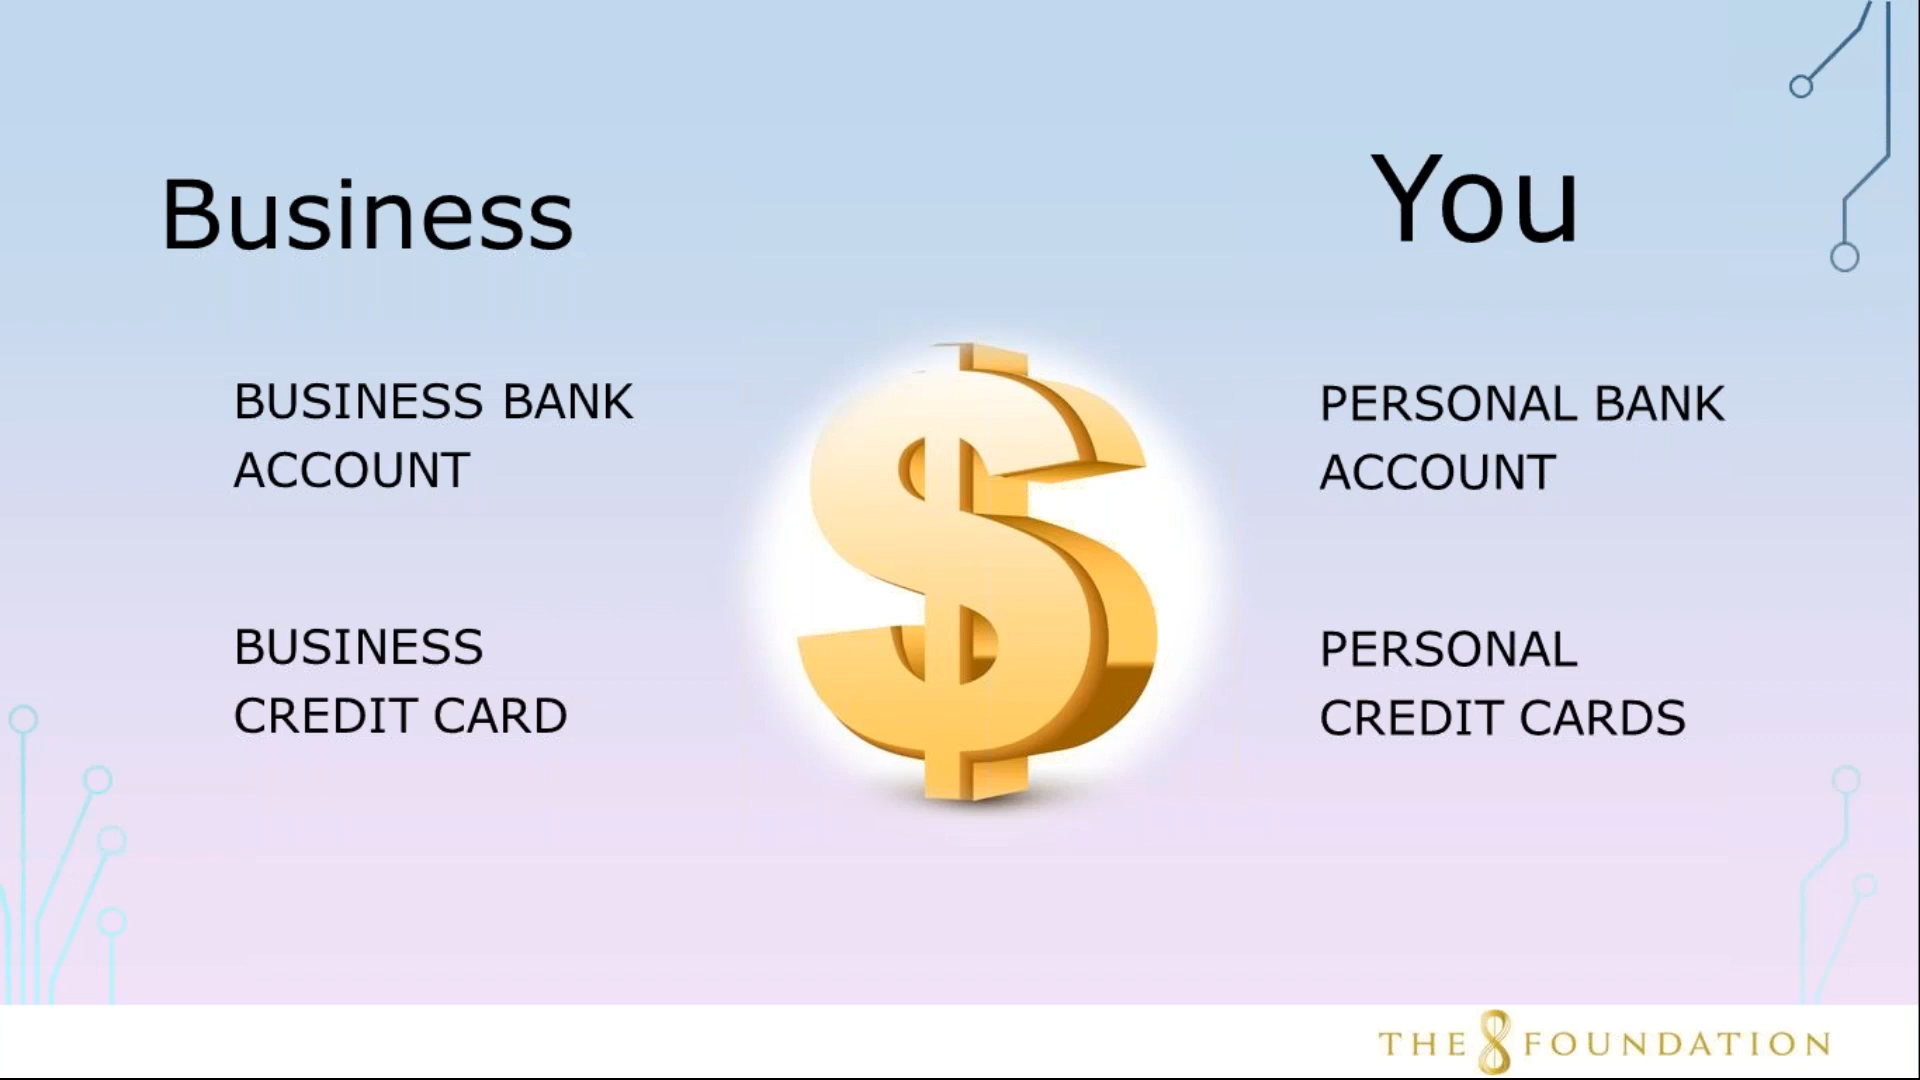 Business
BUSINESS BANK
ACCOUNT
BUSINESS
CREDIT CARD
You
PERSONAL BANK
ACCOUNT
PERSONAL
CREDIT CARDS
THE 8 FOUNDATION